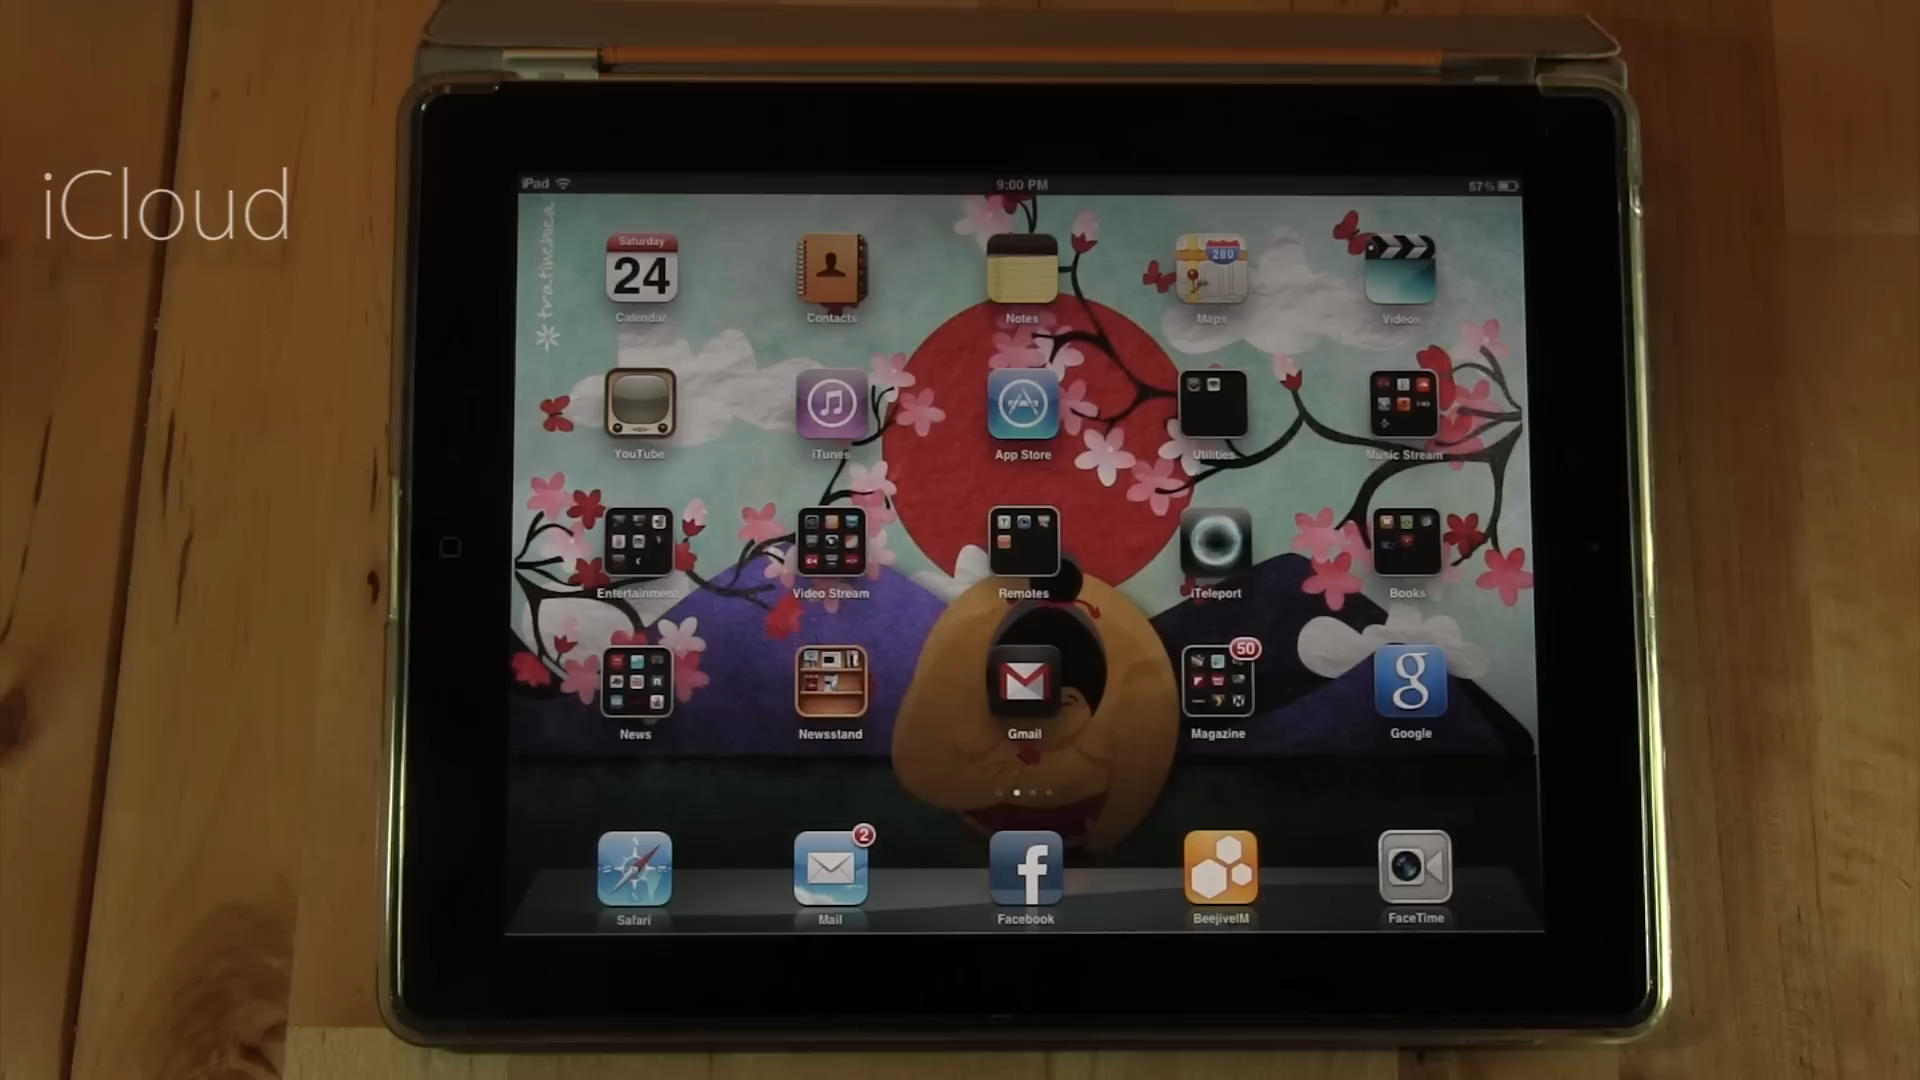 iCloud
iPad 9:00 PM 57%
tratinchica
Saturday
24
280
Calendar Contacts Notes Maps Videos
YouTube iTunes App Store Utilities Music Stream
Entertainment Video Stream Remotes iTeleport Books
50
g
News Newsstand Gmail Magazine Google
2
f
Safari Mail Facebook BeejiveIM FaceTime